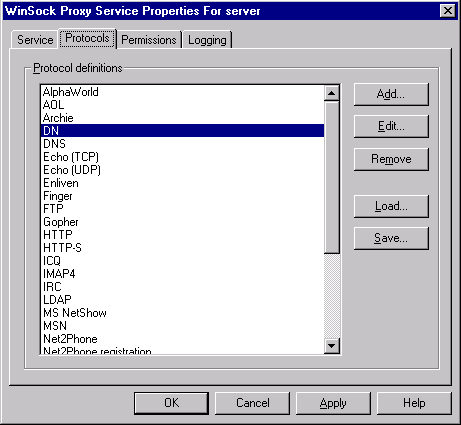 WinSock Proxy Service Properties For server
Service Protocols Permissions Logging
Protocol definitions
AlphaWorld
AOL
Archie
DN
DNS
Echo (TCP)
Echo (UDP)
Enliven
Finger
FTP
Gopher
HTTP
HTTP-S
ICQ
IMAP4
IRC
LDAP
MS NetShow
MSN
Net2Phone
Net2Phone registration
Add...
Edit...
Remove
Load...
Save...
OK Cancel Apply Help